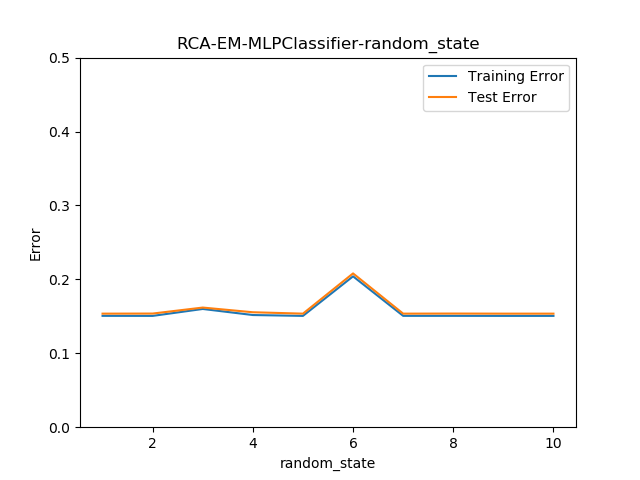 RCA-EM-MLPClassifier-random_state
Training Error
Test Error
0.5
0.4
0.3
0.2
0.1
0.0
Error
2 4 6 8 10
random_state